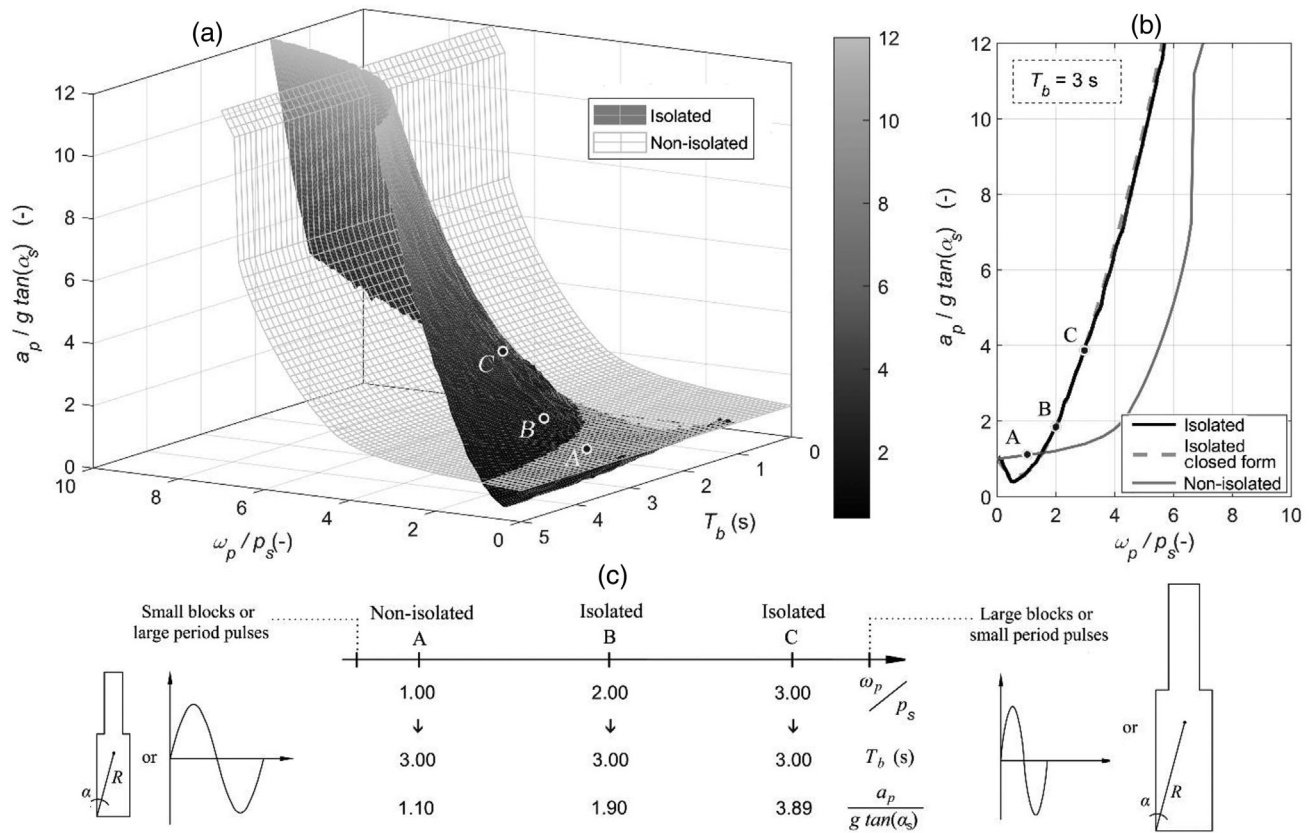 (a)
12
10
8
6
4
2
0
a_p / g tan(α_s) (-)
10
8
6
4
2
0
ω_p / p_s(-)
5
4
3
2
1
0
T_b (s)
Isolated
Non-isolated
A
B
C
12
10
8
6
4
2
(b)
12
10
8
6
4
2
0
a_p / g tan(α_s) (-)
T_b = 3 s
C
B
A
Isolated
Isolated
closed form
Non-isolated
0 2 4 6 8 10
ω_p / p_s(-)
(c)
Small blocks or
large period pulses
Non-isolated Isolated Isolated
A B C
Large blocks or
small period pulses
1.00 2.00 3.00 ω_p / p_s
↓ ↓ ↓
3.00 3.00 3.00 T_b (s)
1.10 1.90 3.89 a_p / g tan(α_s)
α
R
or
or
α
R